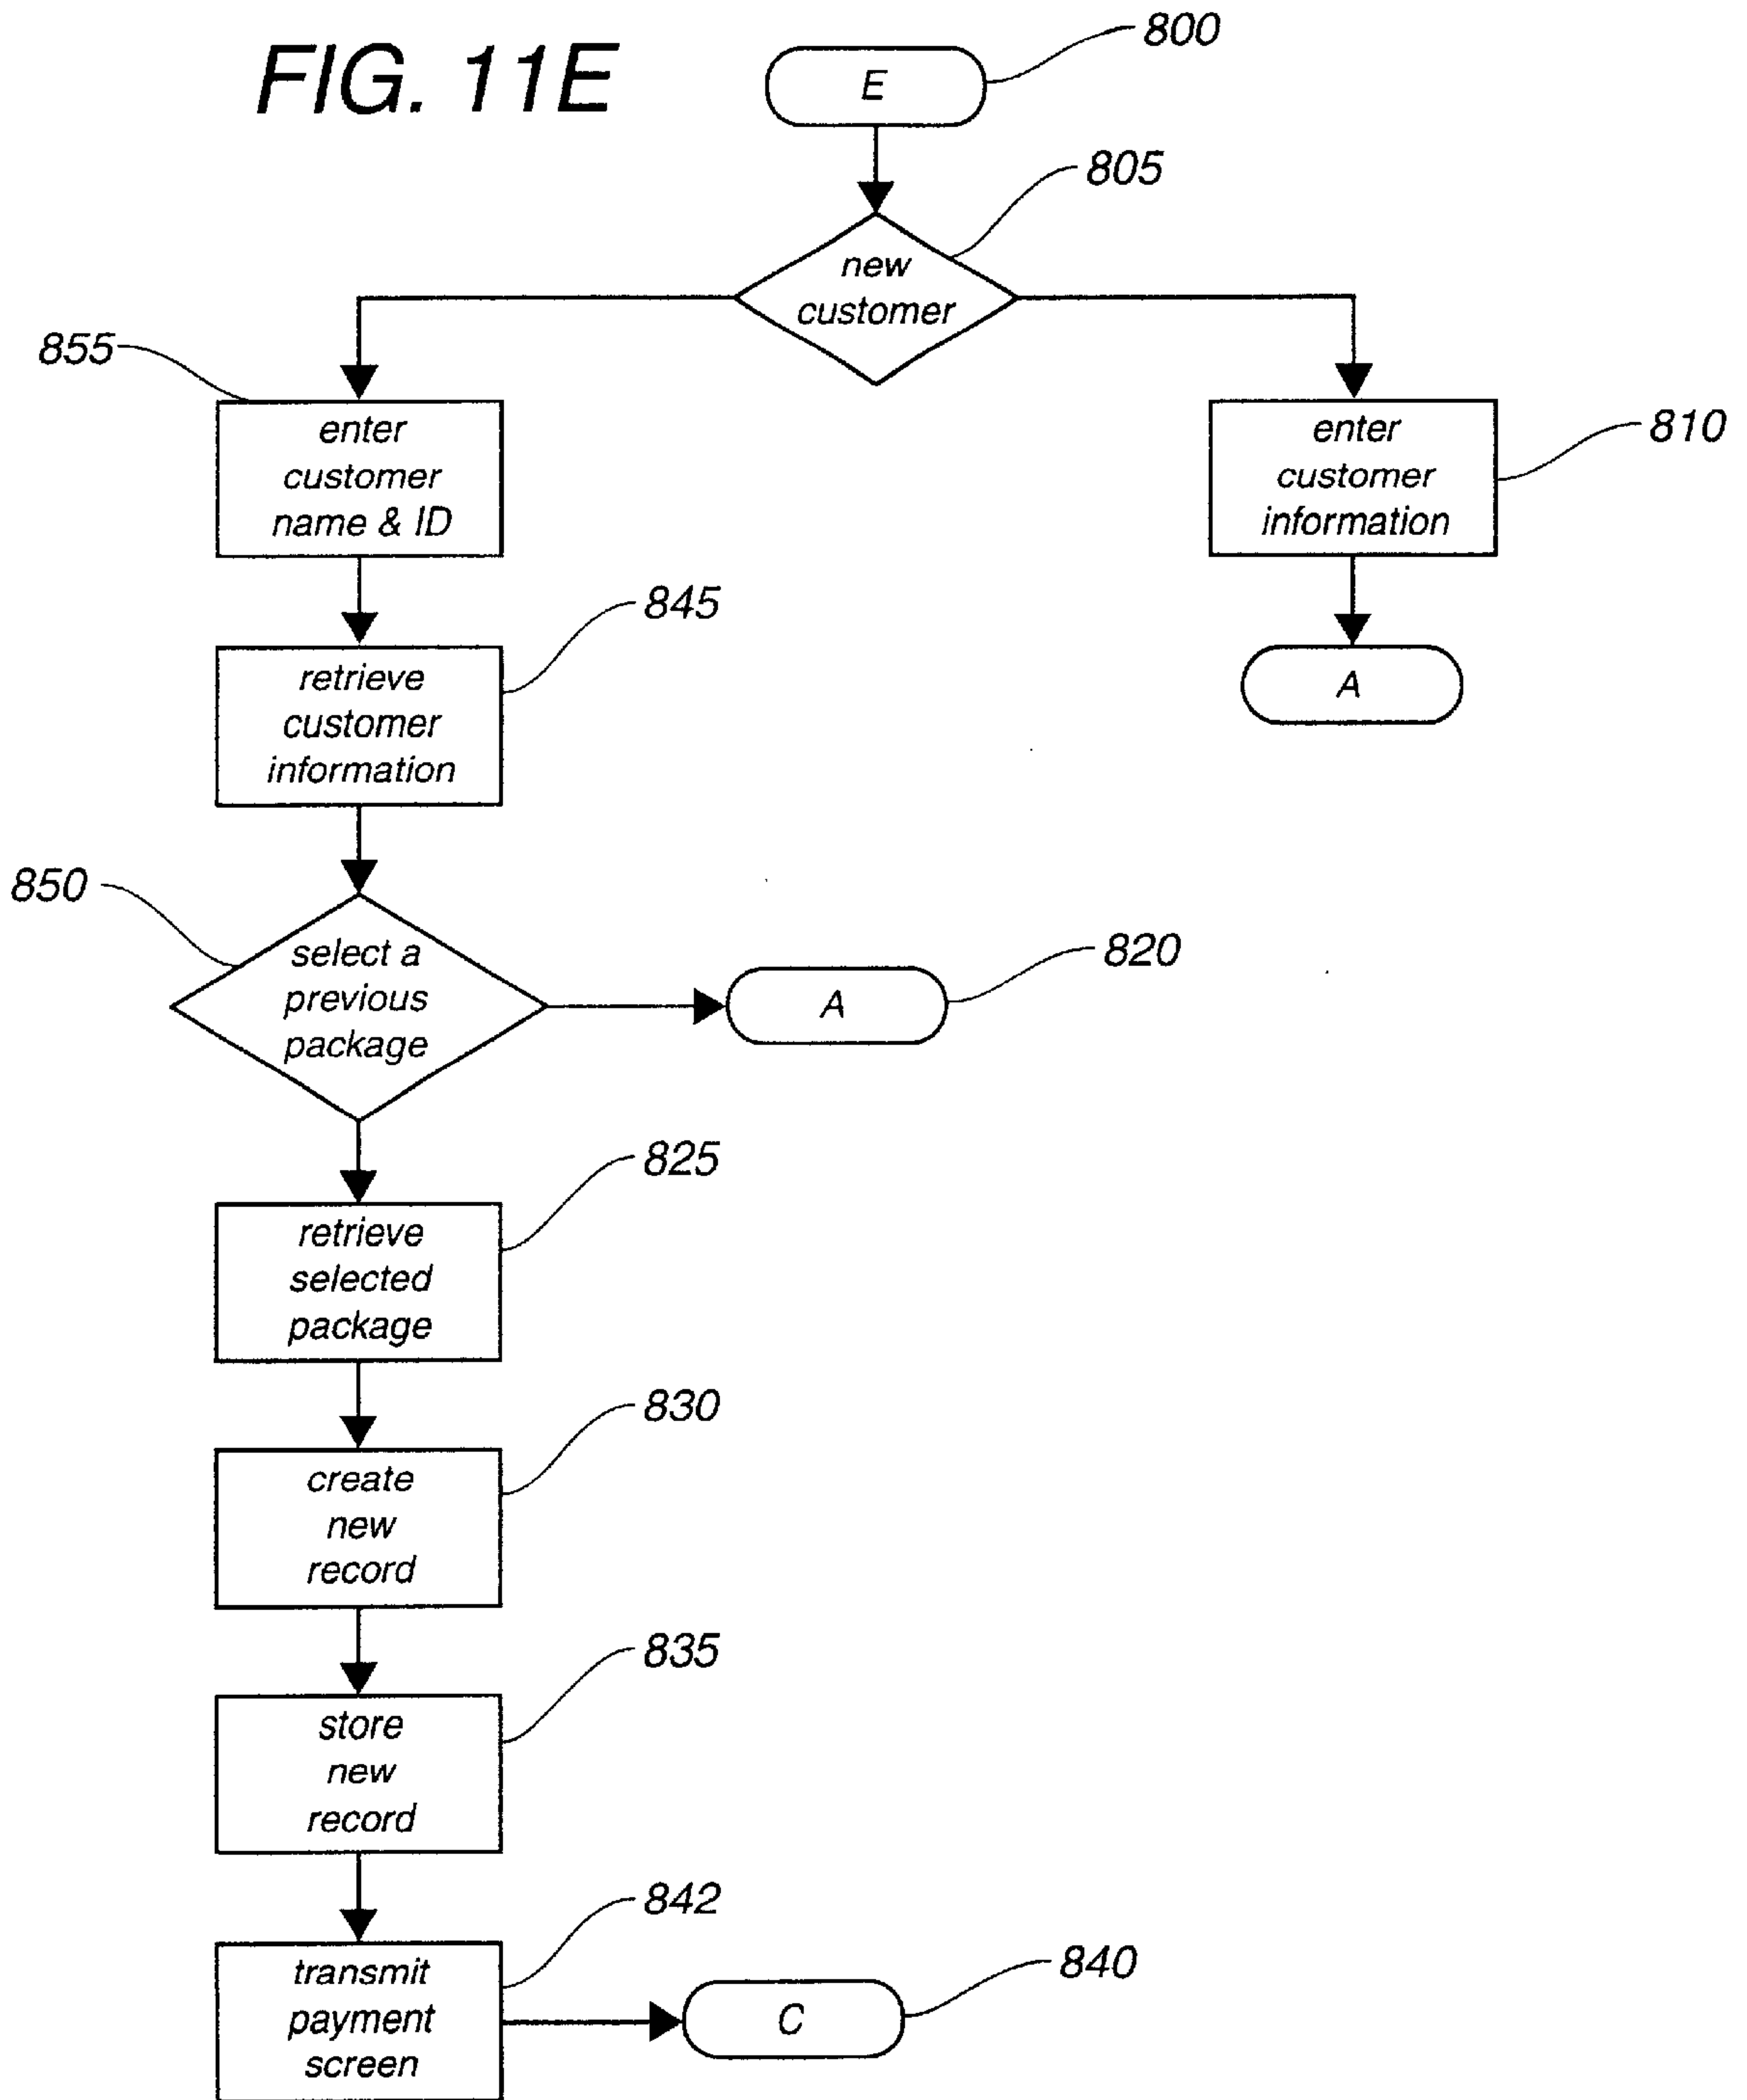 FIG. 11E
E
800
new
customer
805
855
enter
customer
name & ID
enter
customer
information
810
retrieve
customer
information
845
A
850
select a
previous
package
A
820
retrieve
selected
package
825
create
new
record
830
store
new
record
835
transmit
payment
screen
842
C
840